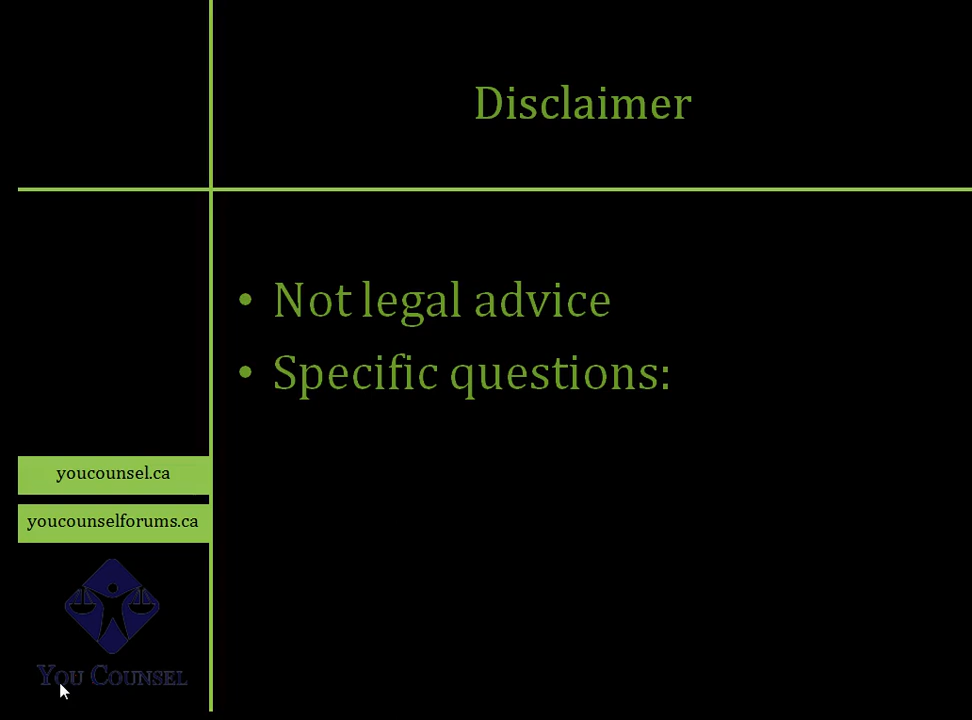 Disclaimer
• Not legal advice
• Specific questions:
youcounsel.ca
youcounselforums.ca
YOU COUNSEL